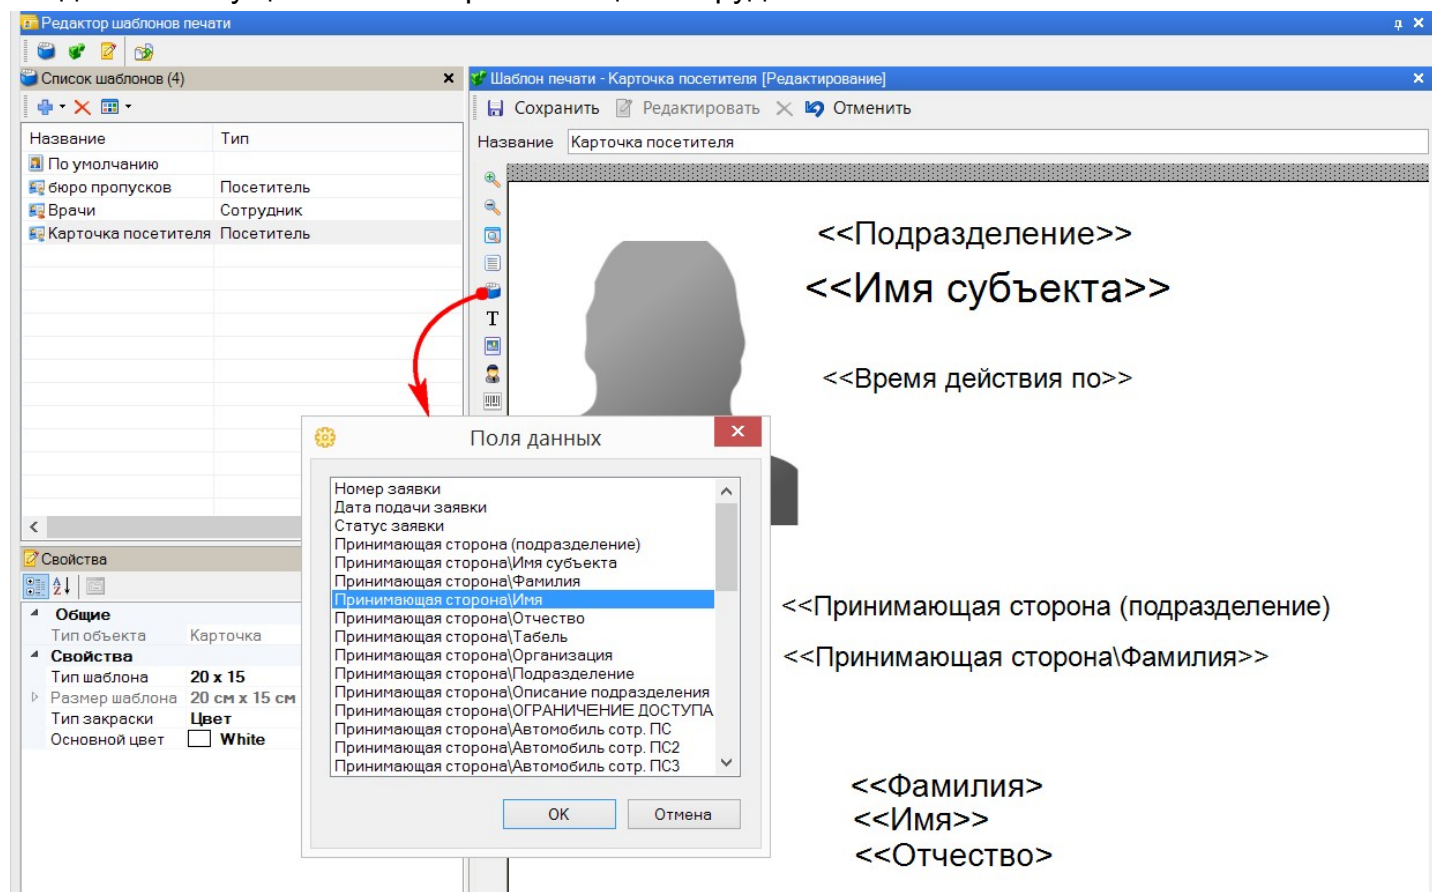 Редактор шаблонов печати
Список шаблонов (4)
Название Тип
По умолчанию
бюро пропусков Посетитель
Врачи Сотрудник
Карточка посетителя Посетитель
Шаблон печати - Карточка посетителя [Редактирование]
Сохранить Редактировать Отменить
Название Карточка посетителя
T
<<Подразделение>>
<<Имя субъекта>>
<<Время действия по>>
<<Принимающая сторона (подразделение)
<<Принимающая сторона\Фамилия>>
<<Фамилия>
<<Имя>>
<<Отчество>
Поля данных
Номер заявки
Дата подачи заявки
Статус заявки
Принимающая сторона (подразделение)
Принимающая сторона\Имя субъекта
Принимающая сторона\Фамилия
Принимающая сторона\Имя
Принимающая сторона\Отчество
Принимающая сторона\Табель
Принимающая сторона\Организация
Принимающая сторона\Подразделение
Принимающая сторона\Описание подразделения
Принимающая сторона\ОГРАНИЧЕНИЕ ДОСТУПА
Принимающая сторона\Автомобиль сотр. ПС
Принимающая сторона\Автомобиль сотр. ПС2
Принимающая сторона\Автомобиль сотр. ПС3
OK Отмена
Свойства
Общие
Тип объекта Карточка
Свойства
Тип шаблона 20 x 15
Размер шаблона 20 см x 15 см
Тип закраски Цвет
Основной цвет White